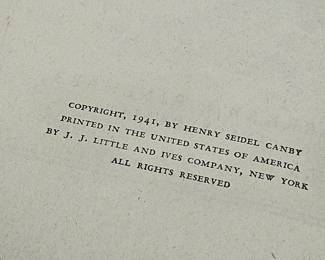 COPYRIGHT, 1941, BY HENRY SEIDEL CANBY
PRINTED IN THE UNITED STATES OF AMERICA
BY J. J. LITTLE AND IVES COMPANY, NEW YORK
ALL RIGHTS RESERVED